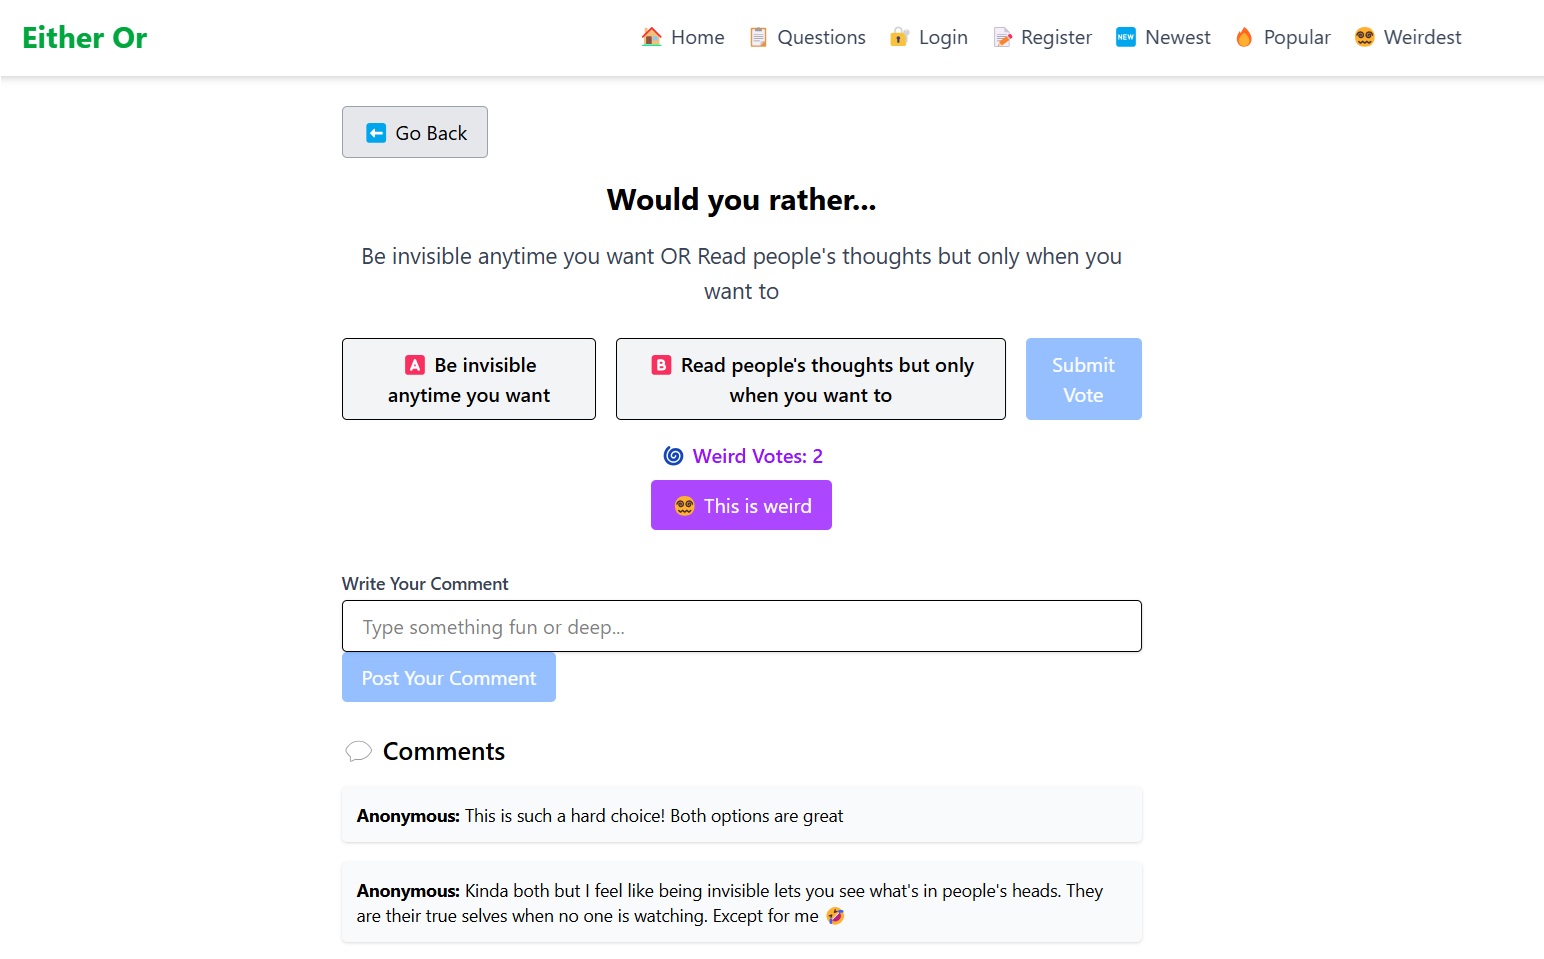 Either Or
🏠 Home 📋 Questions 🔐 Login 📝 Register 🆕 Newest 🔥 Popular 😵‍💫 Weirdest
⬅️ Go Back
Would you rather...
Be invisible anytime you want OR Read people's thoughts but only when you
want to
🅰️ Be invisible
anytime you want
🅱️ Read people's thoughts but only
when you want to
Submit
Vote
🌀 Weird Votes: 2
😵‍💫 This is weird
Write Your Comment
Type something fun or deep...
Post Your Comment
💬 Comments
Anonymous: This is such a hard choice! Both options are great
Anonymous: Kinda both but I feel like being invisible lets you see what's in people's heads. They
are their true selves when no one is watching. Except for me 🤣